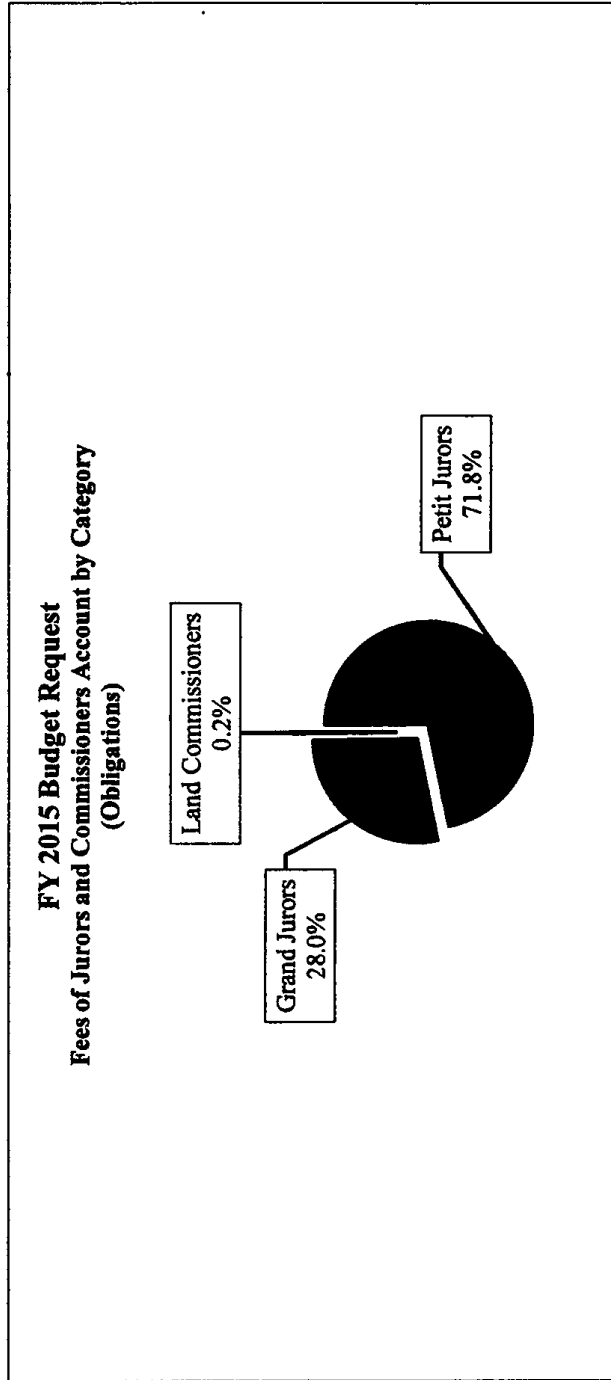 FY 2015 Budget Request
Fees of Jurors and Commissioners Account by Category
(Obligations)
Land Commissioners
0.2%
Grand Jurors
28.0%
Petit Jurors
71.8%